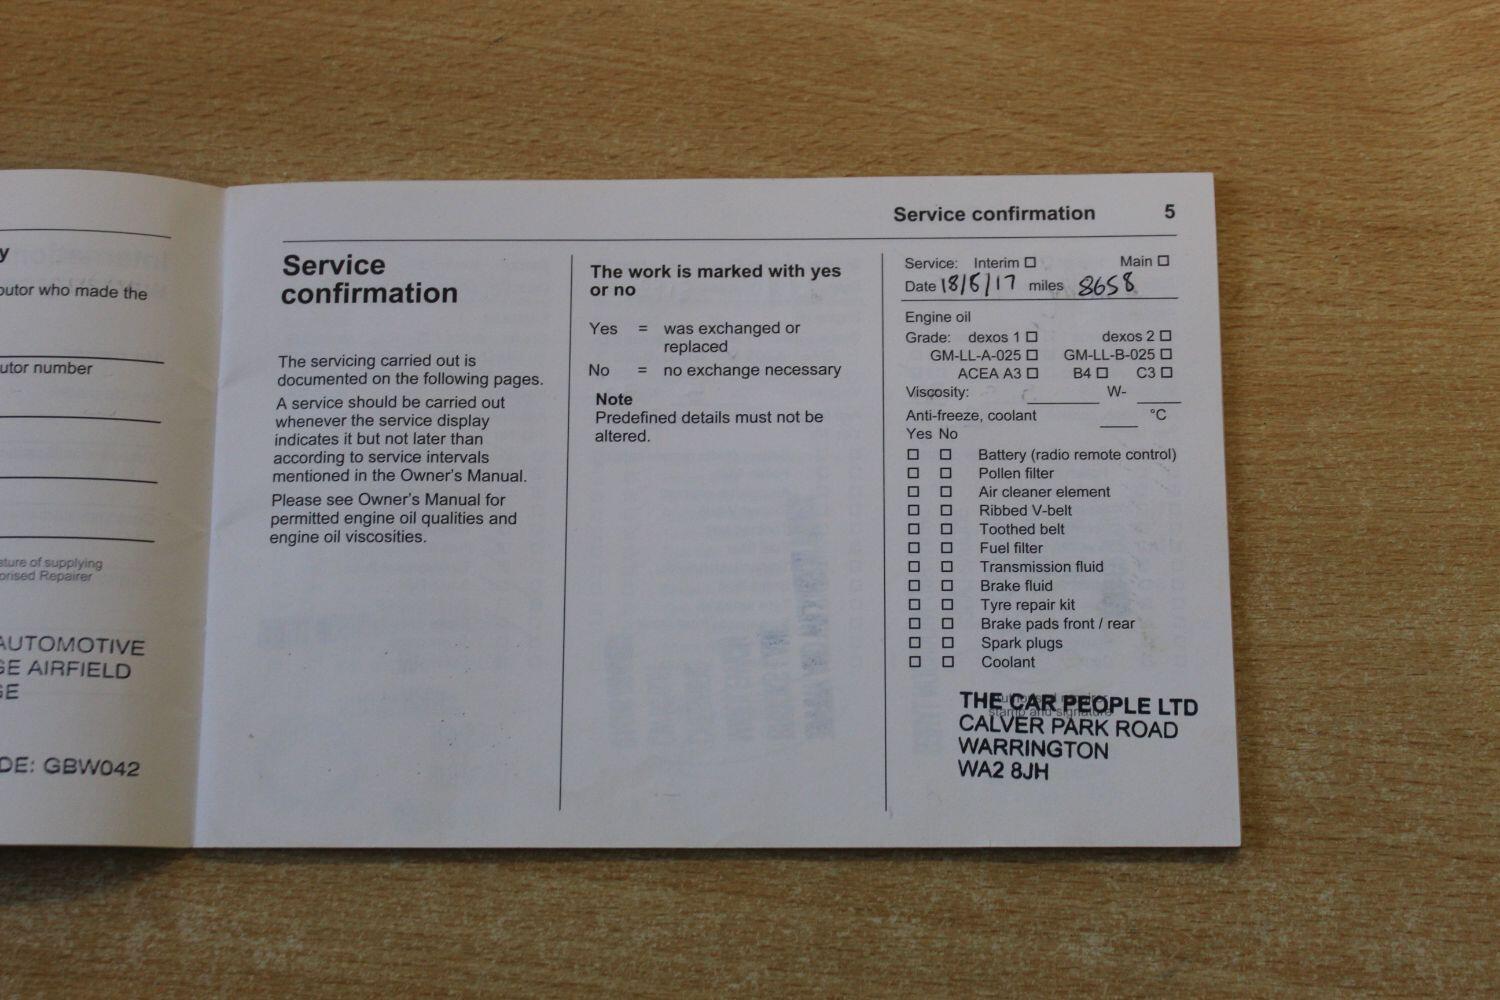 y
butor who made the
utor number
ature of supplying
orised Repairer
AUTOMOTIVE
GE AIRFIELD
GE
DE: GBW042
Service confirmation 5
Service
confirmation
The servicing carried out is
documented on the following pages.
A service should be carried out
whenever the service display
indicates it but not later than
according to service intervals
mentioned in the Owner's Manual.
Please see Owner's Manual for
permitted engine oil qualities and
engine oil viscosities.
The work is marked with yes
or no
Yes = was exchanged or
replaced
No = no exchange necessary
Note
Predefined details must not be
altered.
Service: Interim ☐ Main ☐
Date 18/5/17 miles 8658
Engine oil
Grade: dexos 1 ☐ dexos 2 ☐
GM-LL-A-025 ☐ GM-LL-B-025 ☐
ACEA A3 ☐ B4 ☐ C3 ☐
Viscosity: W-
Anti-freeze, coolant °C
Yes No
☐ ☐ Battery (radio remote control)
☐ ☐ Pollen filter
☐ ☐ Air cleaner element
☐ ☐ Ribbed V-belt
☐ ☐ Toothed belt
☐ ☐ Fuel filter
☐ ☐ Transmission fluid
☐ ☐ Brake fluid
☐ ☐ Tyre repair kit
☐ ☐ Brake pads front / rear
☐ ☐ Spark plugs
☐ ☐ Coolant
Authorised repairer
stamp and signature
THE CAR PEOPLE LTD
CALVER PARK ROAD
WARRINGTON
WA2 8JH